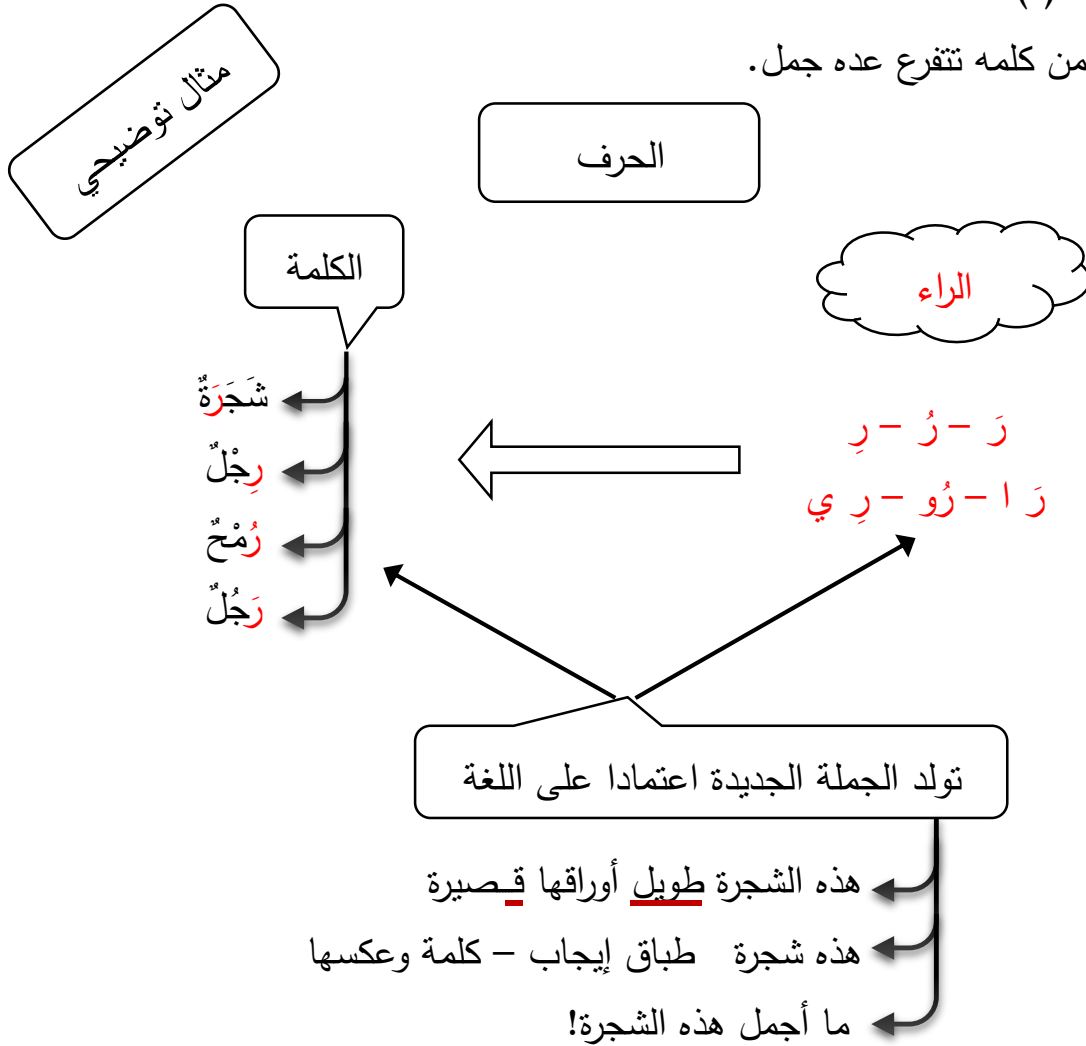 من كلمه تتفرع عده جمل.
مثال توضيحي
الحرف
الكلمة
الراء
شَجَرَةٌ
رِجْلٌ
رُمْحٌ
رَجُلٌ
رَ – رُ – رِ
رَ ا – رُو – رِ ي
تولد الجملة الجديدة اعتمادا على اللغة
هذه الشجرة طويل أوراقها قـصيرة
هذه شجرة طباق إيجاب – كلمة وعكسها
ما أجمل هذه الشجرة!